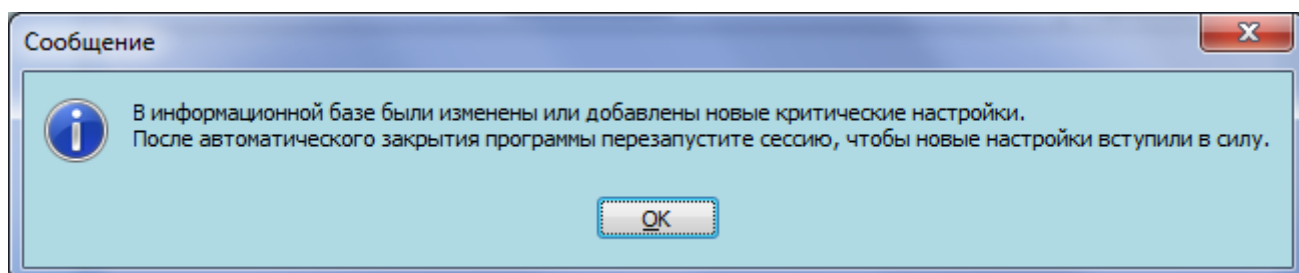 Сообщение
В информационной базе были изменены или добавлены новые критические настройки.
После автоматического закрытия программы перезапустите сессию, чтобы новые настройки вступили в силу.
OK